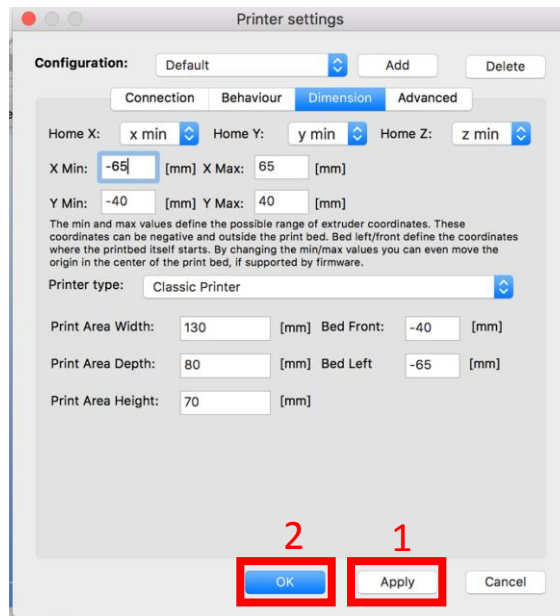 Printer settings
Configuration: Default Add Delete
Connection Behaviour Dimension Advanced
Home X: x min Home Y: y min Home Z: z min
X Min: -65 [mm] X Max: 65 [mm]
Y Min: -40 [mm] Y Max: 40 [mm]
The min and max values define the possible range of extruder coordinates. These
coordinates can be negative and outside the print bed. Bed left/front define the coordinates
where the printbed itself starts. By changing the min/max values you can even move the
origin in the center of the print bed, if supported by firmware.
Printer type: Classic Printer
Print Area Width: 130 [mm] Bed Front: -40 [mm]
Print Area Depth: 80 [mm] Bed Left -65 [mm]
Print Area Height: 70 [mm]
2 1
OK Apply Cancel